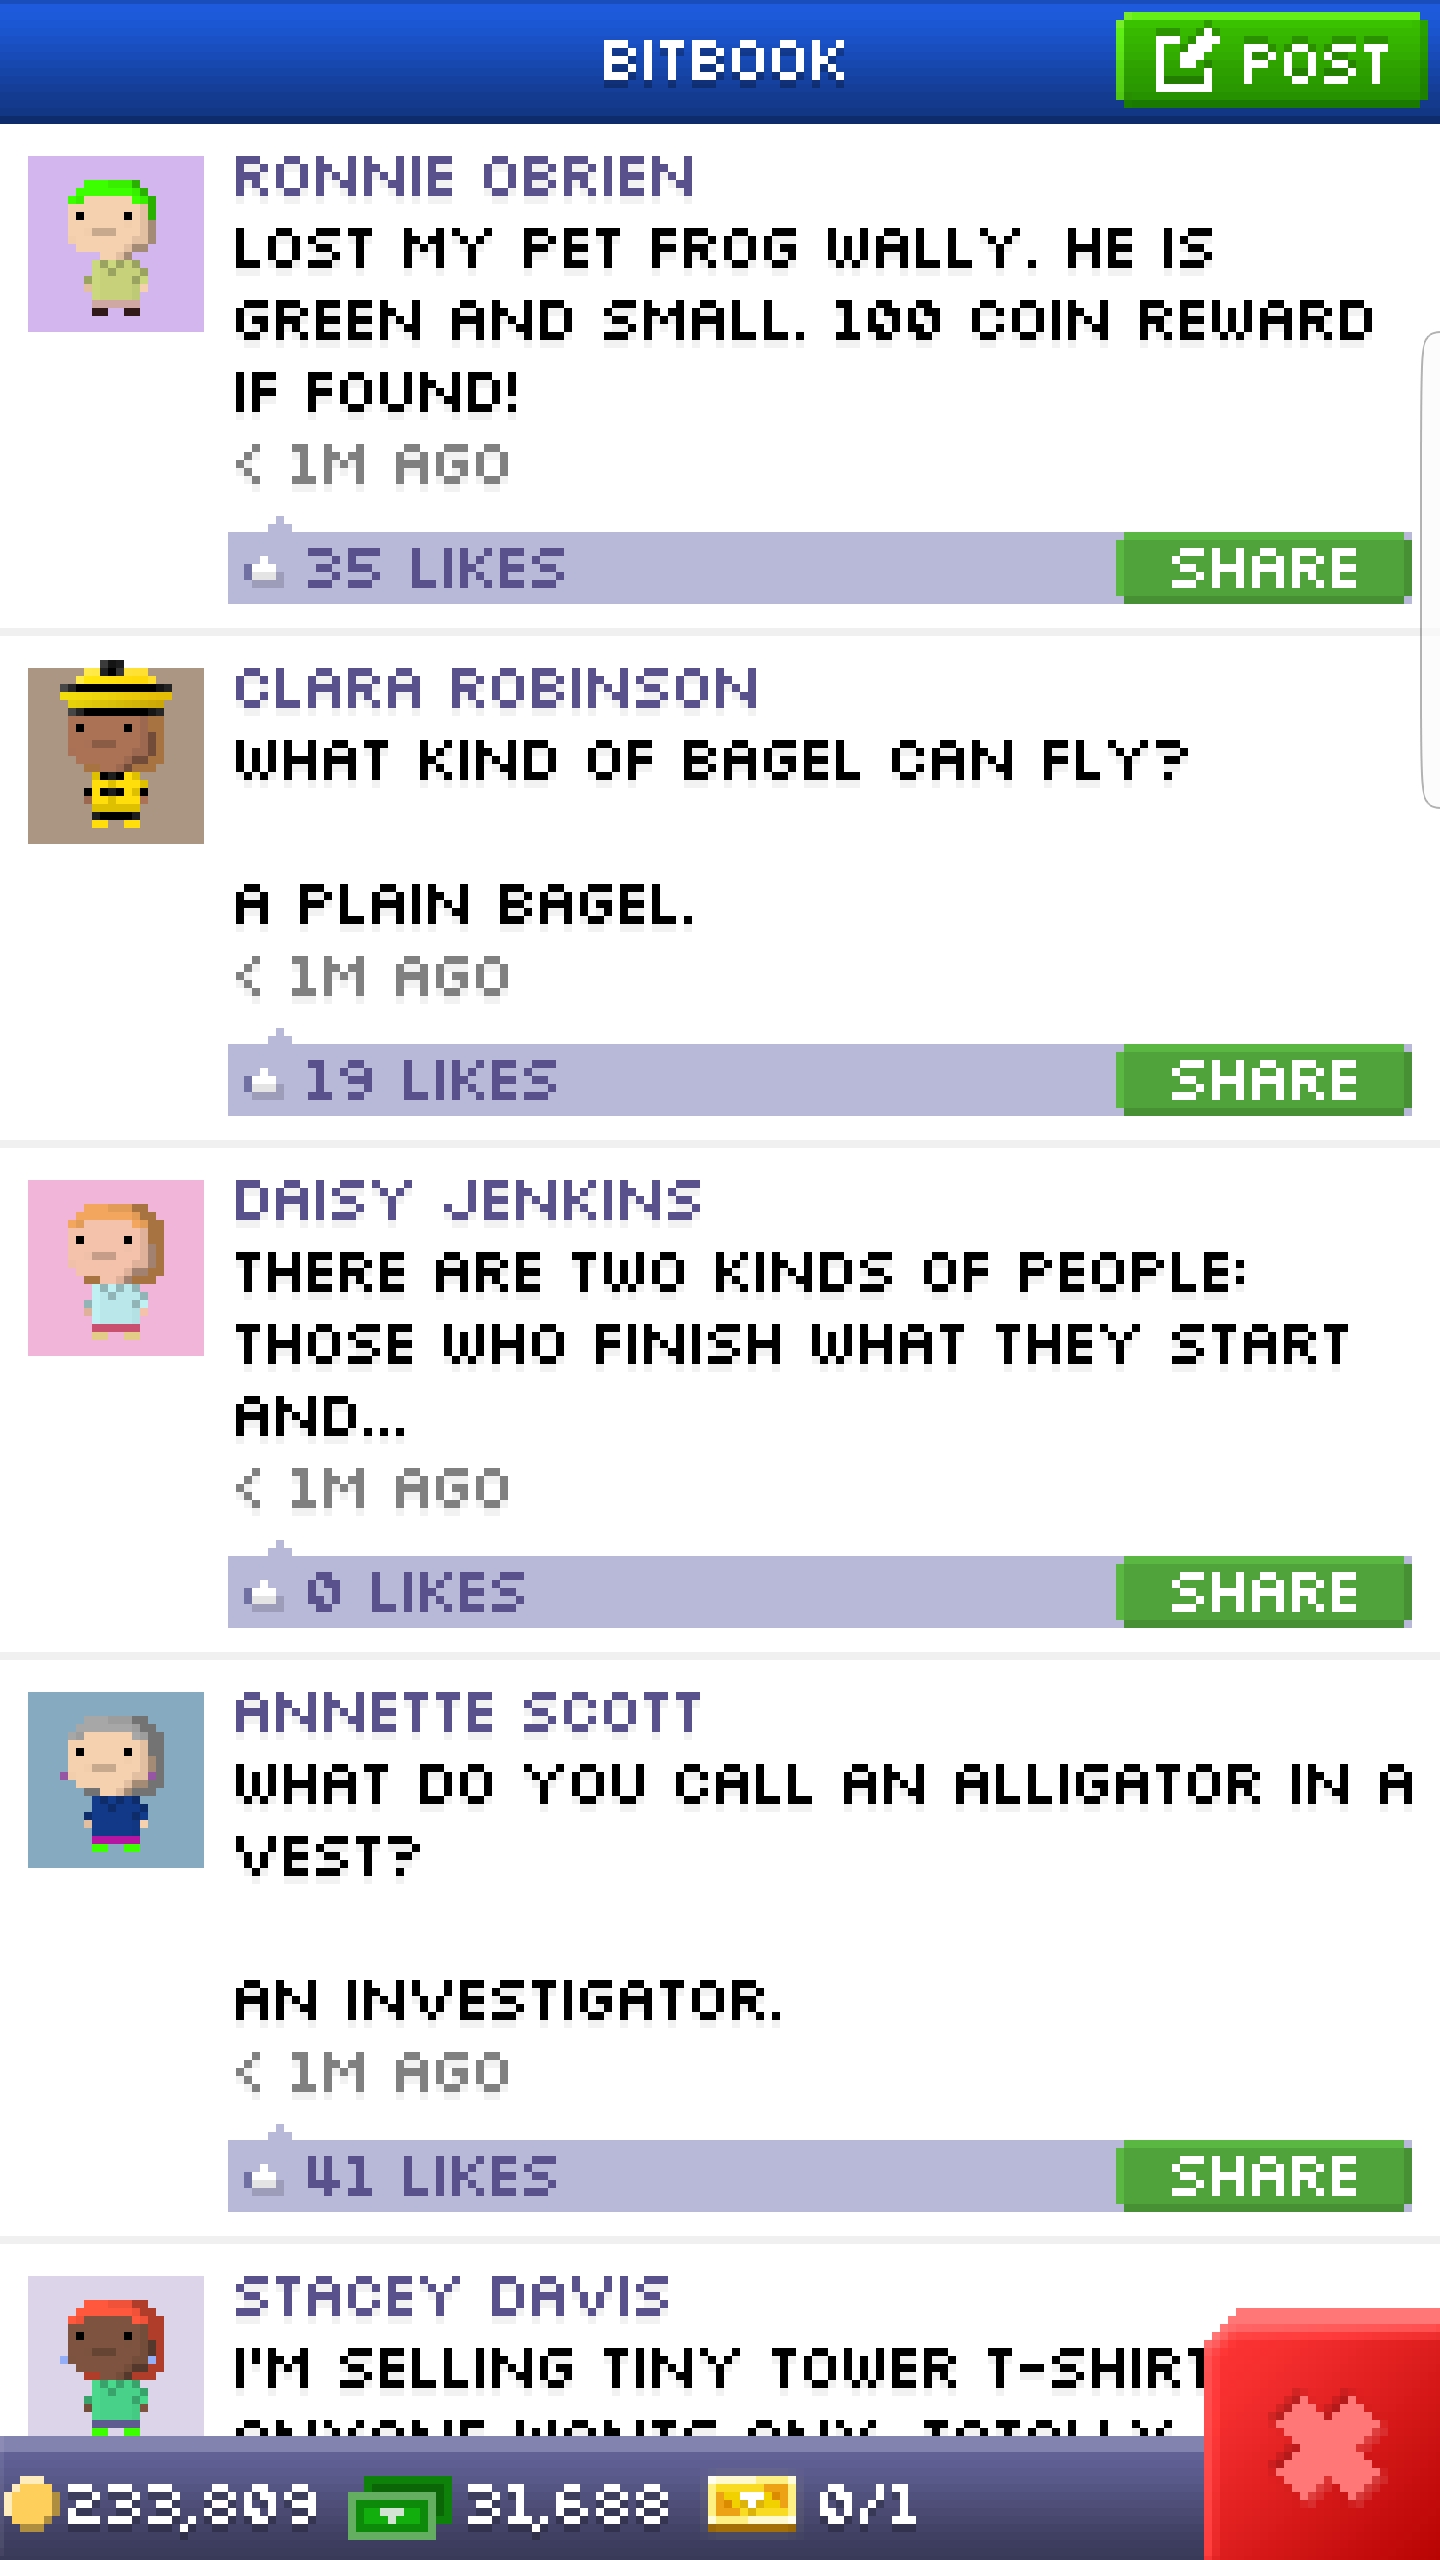 BITBOOK
POST
RONNIE OBRIEN
LOST MY PET FROG WALLY. HE IS
GREEN AND SMALL. 100 COIN REWARD
IF FOUND!
< 1M AGO
35 LIKES
SHARE
CLARA ROBINSON
WHAT KIND OF BAGEL CAN FLY?
A PLAIN BAGEL.
< 1M AGO
19 LIKES
SHARE
DAISY JENKINS
THERE ARE TWO KINDS OF PEOPLE:
THOSE WHO FINISH WHAT THEY START
AND...
< 1M AGO
0 LIKES
SHARE
ANNETTE SCOTT
WHAT DO YOU CALL AN ALLIGATOR IN A
VEST?
AN INVESTIGATOR.
< 1M AGO
41 LIKES
SHARE
STACEY DAVIS
I'M SELLING TINY TOWER T-SHIRT
ANYONE WANTS ANY. TOTALLY
233,809
31,688
0/1